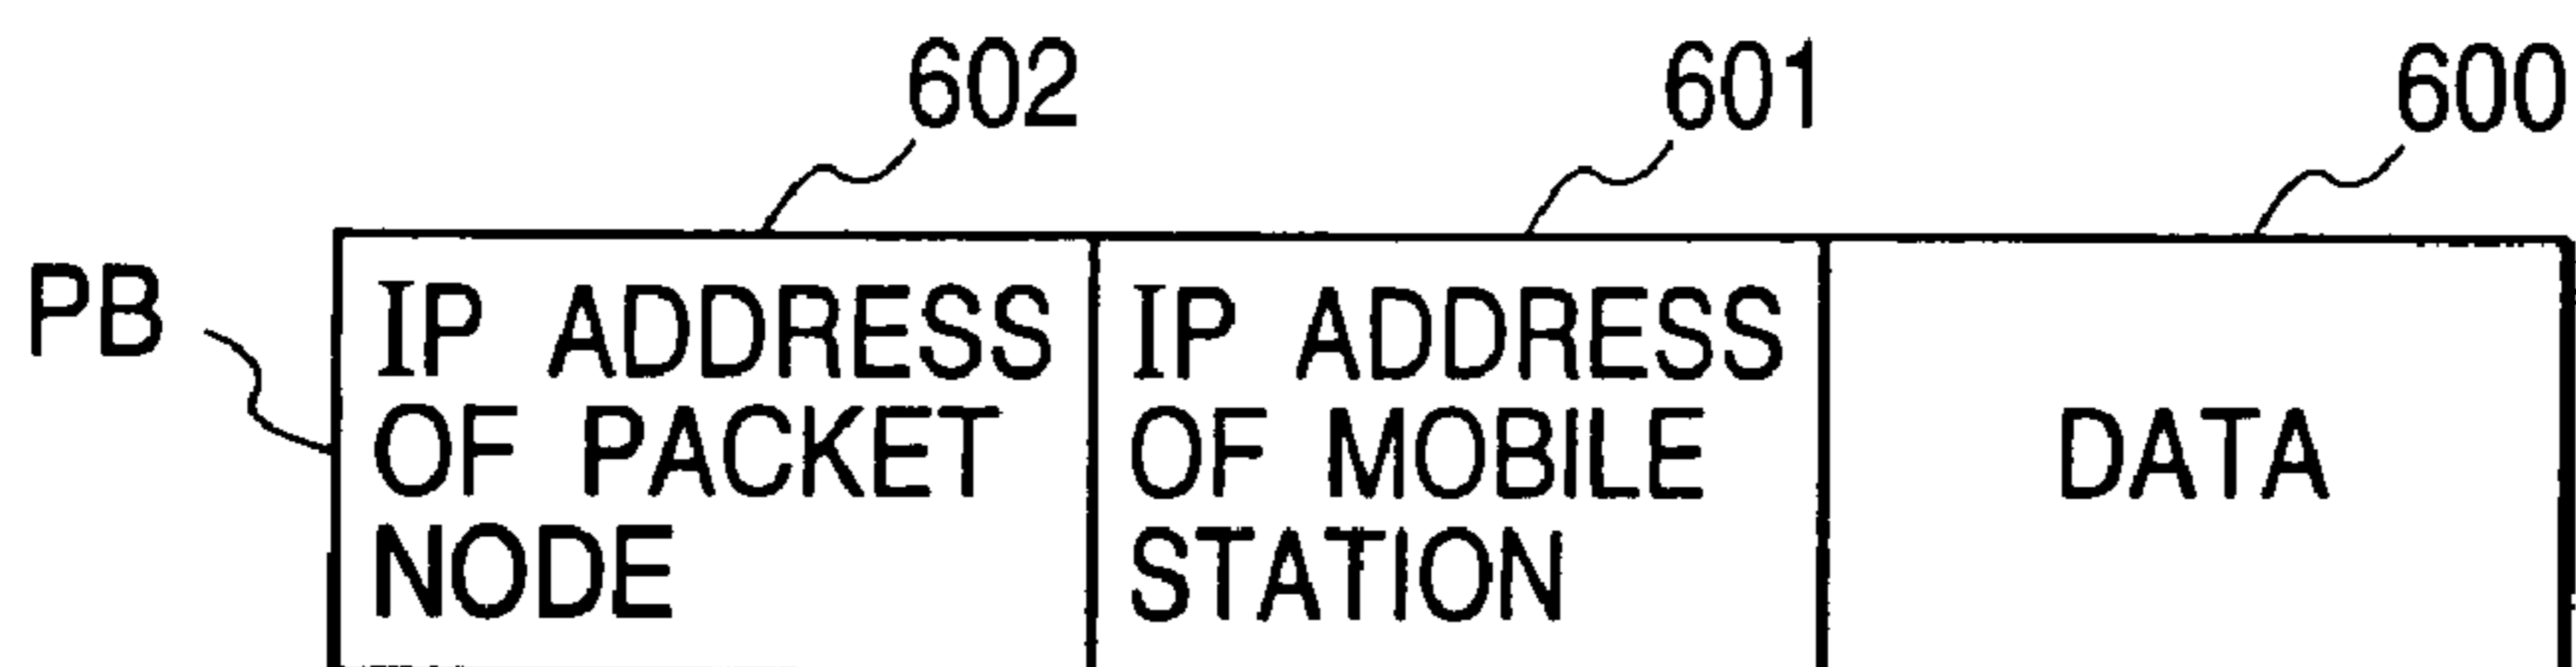 602
601
600
PB
IP ADDRESS
OF PACKET
NODE
IP ADDRESS
OF MOBILE
STATION
DATA